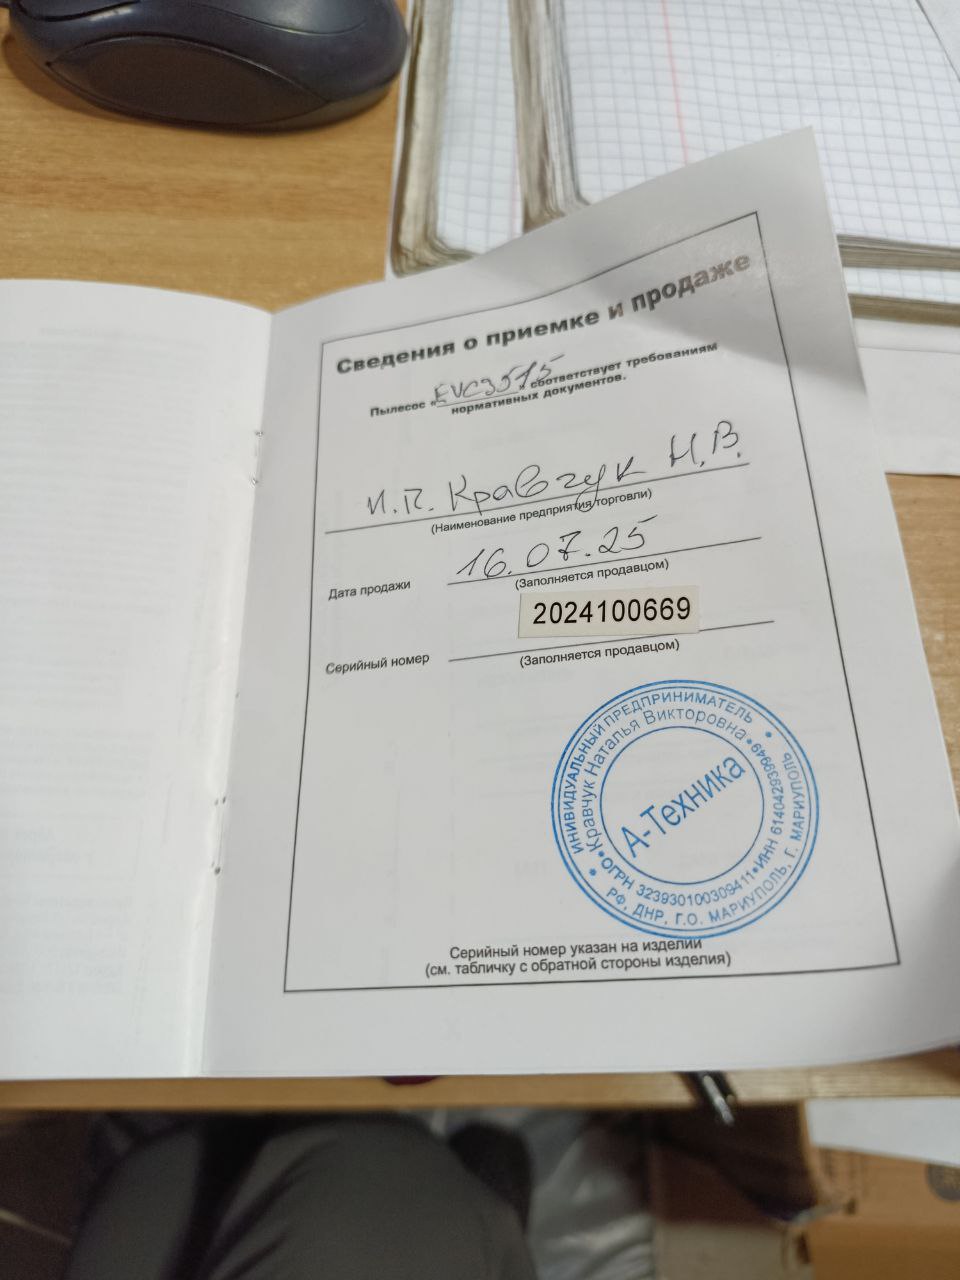 Сведения о приемке и продаже
Пылесос «EVC3515» соответствует требованиям
нормативных документов.
И.П. Кравчук Н.В.
(Наименование предприятия торговли)
Дата продажи 16.07.25
(Заполняется продавцом)
2024100669
Серийный номер
(Заполняется продавцом)
ИНИВИДУАЛЬНЫЙ ПРЕДПРИНИМАТЕЛЬ
Кравчук Наталья Викторовна
А-Техника
ОГРН 323930100309411 • ИНН 614042939949
РФ, ДНР, Г.О. МАРИУПОЛЬ, Г. МАРИУПОЛЬ
Серийный номер указан на изделии
(см. табличку с обратной стороны изделия)